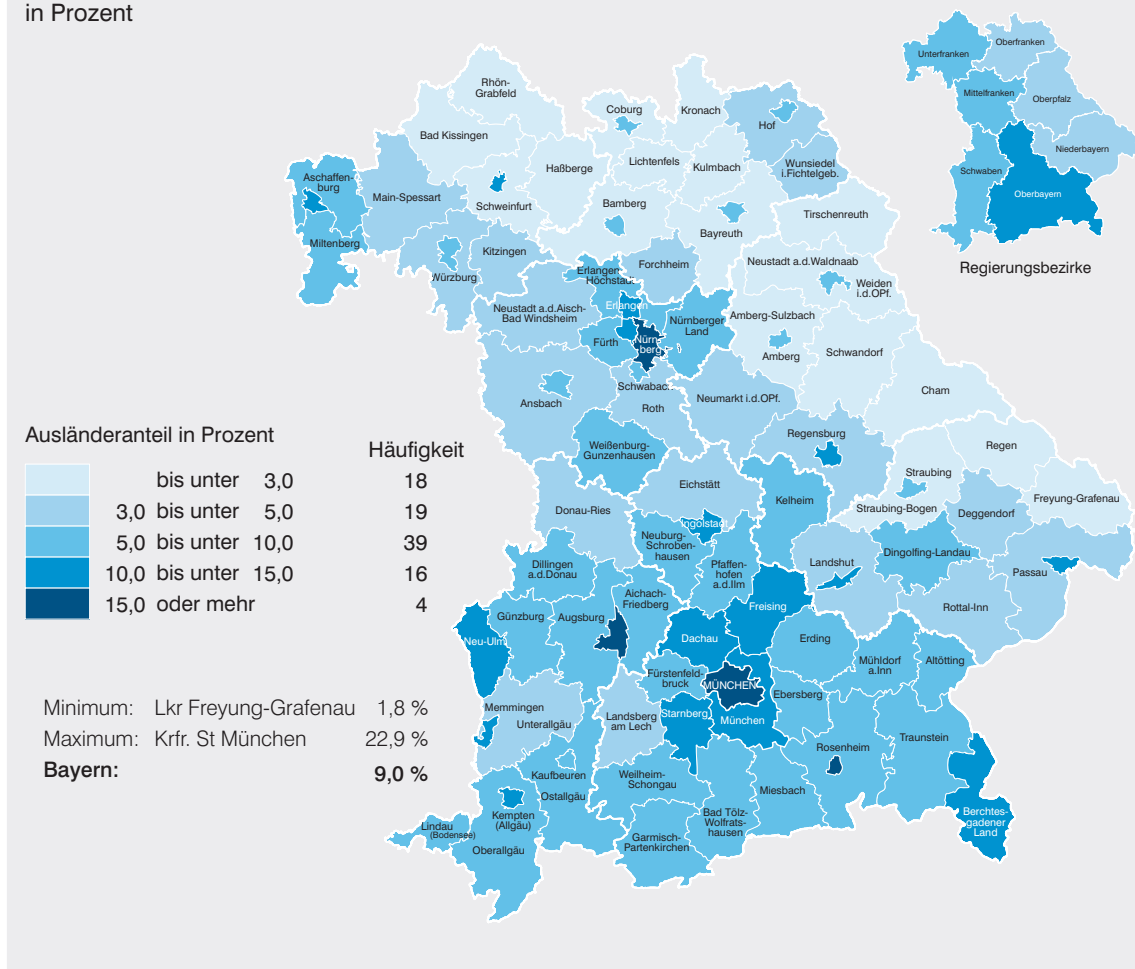 in Prozent
Unterfranken
Oberfranken
Mittelfranken
Oberpfalz
Niederbayern
Schwaben
Oberbayern
Regierungsbezirke
Rhön-
Grabfeld
Coburg
Kronach
Hof
Bad Kissingen
Lichtenfels
Kulmbach
Wunsiedel
i.Fichtelgeb.
Haßberge
Aschaffen-
burg
Main-Spessart
Schweinfurt
Bamberg
Bayreuth
Tirschenreuth
Miltenberg
Würzburg
Kitzingen
Erlangen-
Höchstadt
Forchheim
Neustadt a.d.Waldnaab
Weiden
i.d.OPf.
Neustadt a.d.Aisch-
Bad Windsheim
Erlangen
Fürth
Nürn-
berg
Nürnberger
Land
Amberg-Sulzbach
Amberg
Schwandorf
Cham
Ansbach
Schwabach
Roth
Neumarkt i.d.OPf.
Weißenburg-
Gunzenhausen
Regensburg
Regen
Straubing
Straubing-Bogen
Freyung-Grafenau
Deggendorf
Eichstätt
Kelheim
Donau-Ries
Ingolstadt
Neuburg-
Schroben-
hausen
Pfaffen-
hofen
a.d.Ilm
Landshut
Dingolfing-Landau
Passau
Rottal-Inn
Dillingen
a.d.Donau
Aichach-
Friedberg
Freising
Günzburg
Augsburg
Neu-Ulm
Dachau
Erding
Mühldorf
a.Inn
Altötting
Fürstenfeld-
bruck
MÜNCHEN
München
Ebersberg
Starnberg
Memmingen
Unterallgäu
Landsberg
am Lech
Rosenheim
Traunstein
Kaufbeuren
Ostallgäu
Weilheim-
Schongau
Miesbach
Bad Tölz-
Wolfrats-
hausen
Berchtes-
gadener
Land
Kempten
(Allgäu)
Lindau
(Bodensee)
Oberallgäu
Garmisch-
Partenkirchen
Ausländeranteil in Prozent
Häufigkeit
bis unter 3,0 18
3,0 bis unter 5,0 19
5,0 bis unter 10,0 39
10,0 bis unter 15,0 16
15,0 oder mehr 4
Minimum: Lkr Freyung-Grafenau 1,8 %
Maximum: Krfr. St München 22,9 %
Bayern: 9,0 %